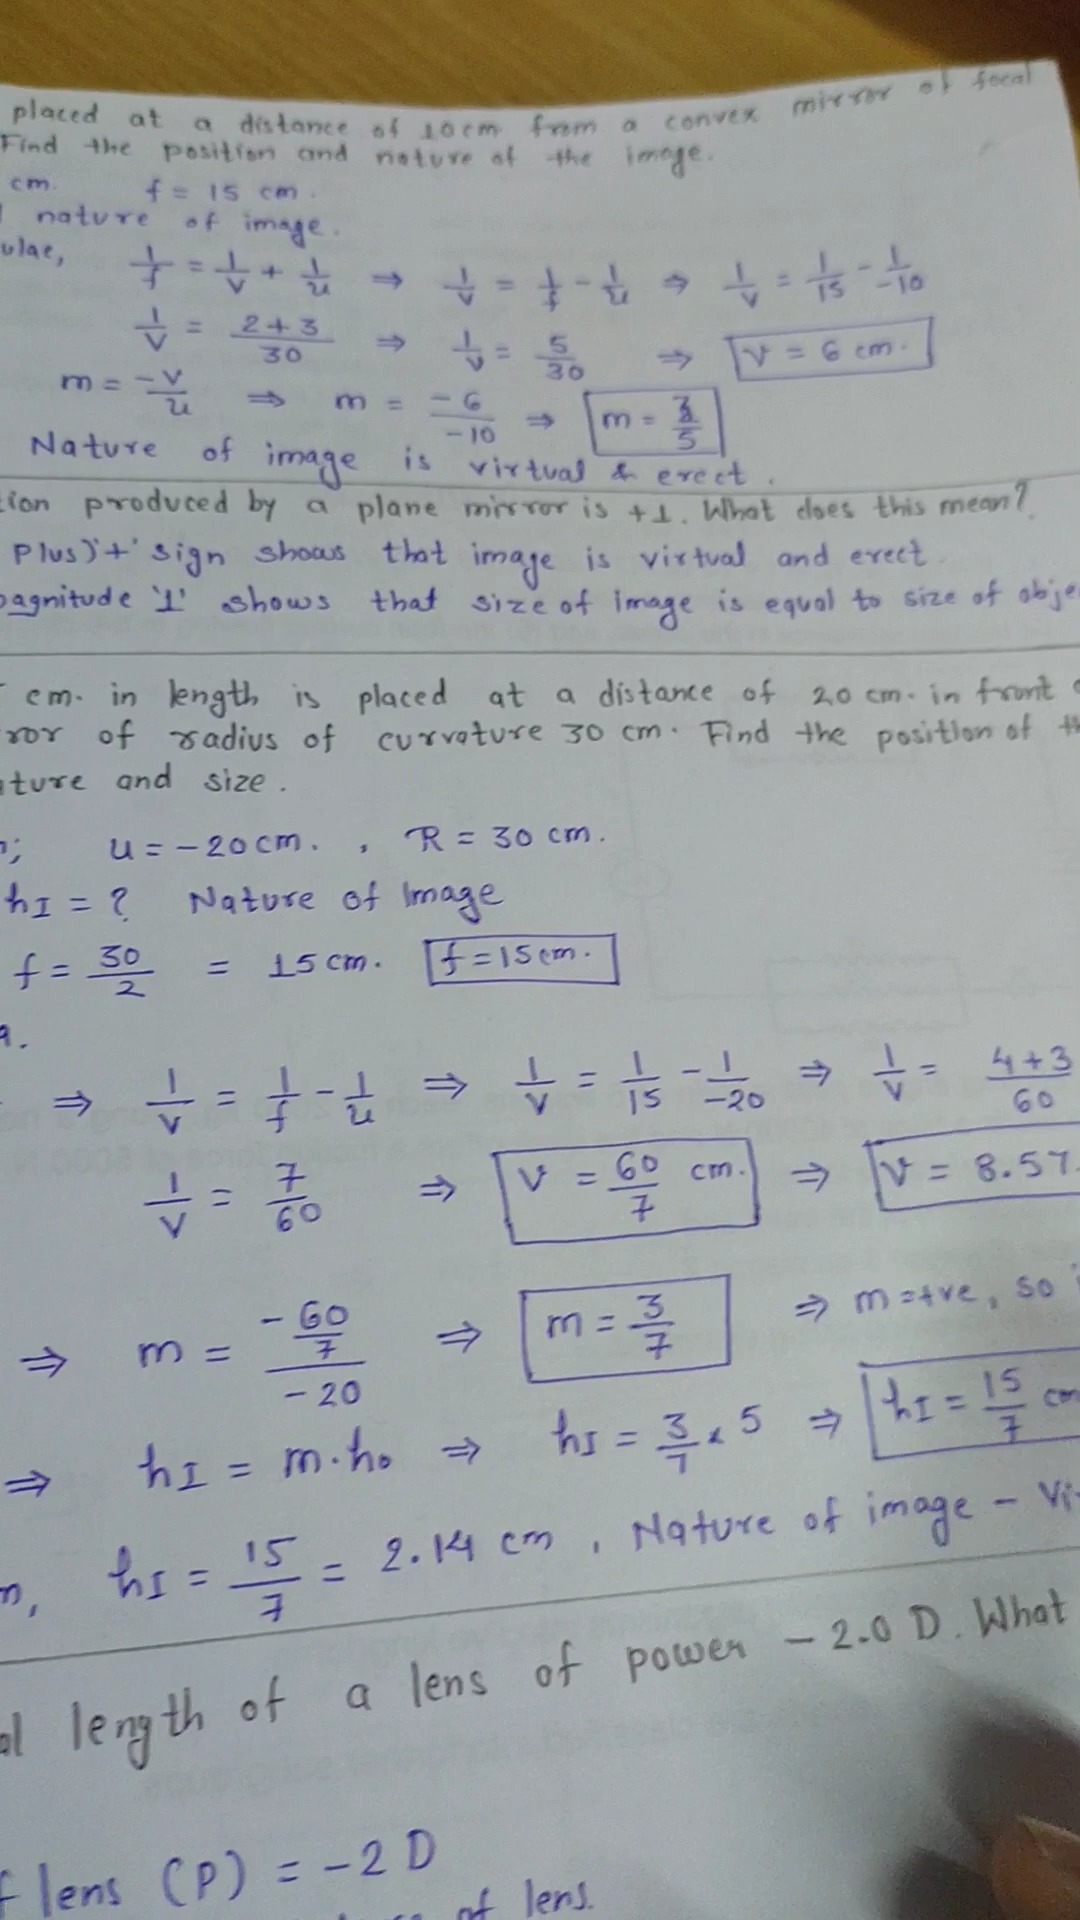 placed at a distance of 10cm from a convex mirror of focal
Find the position and nature of the image.
cm. f = 15 cm.
nature of image.
ulae, 1/f = 1/v + 1/u ⇒ 1/v = 1/f - 1/u ⇒ 1/v = 1/15 - 1/-10
1/v = 2+3/30 ⇒ 1/v = 5/30 ⇒ v = 6 cm.
m = -v/u ⇒ m = -6/-10 ⇒ m = 3/5
Nature of image is virtual & erect.
tion produced by a plane mirror is +1. What does this mean?
Plus)'+' sign shows that image is virtual and erect.
magnitude '1' shows that size of image is equal to size of obje
cm. in length is placed at a distance of 20 cm. in front
ror of radius of curvature 30 cm. Find the position of th
ture and size.
u = -20cm. , R = 30 cm.
hI = ? Nature of Image
f = 30/2 = 15 cm. f = 15cm.
⇒ 1/v = 1/f - 1/u ⇒ 1/v = 1/15 - 1/-20 ⇒ 1/v = 4+3/60
1/v = 7/60 ⇒ v = 60/7 cm. ⇒ v = 8.57
⇒ m = -60/7/-20 ⇒ m = 3/7 ⇒ m = +ve, so
⇒ hI = m.ho ⇒ hI = 3/7 x 5 ⇒ hI = 15/7 cm
n, hI = 15/7 = 2.14 cm , Nature of image - Vi
al length of a lens of power -2.0 D. What
f lens (P) = -2 D
of lens.